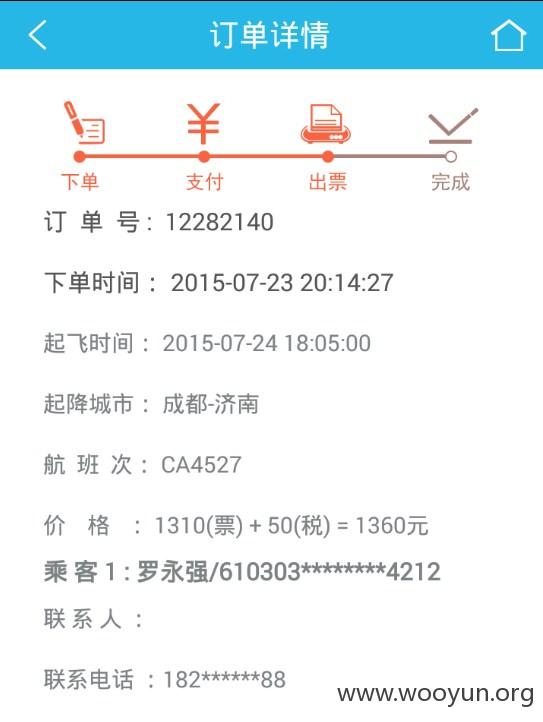 订单详情
下单 支付 出票 完成
订 单 号: 12282140
下单时间: 2015-07-23 20:14:27
起飞时间: 2015-07-24 18:05:00
起降城市: 成都-济南
航 班 次: CA4527
价 格 : 1310(票) + 50(税) = 1360元
乘 客 1 : 罗永强/610303********4212
联 系 人 :
联系电话 : 182******88
www.wooyun.org